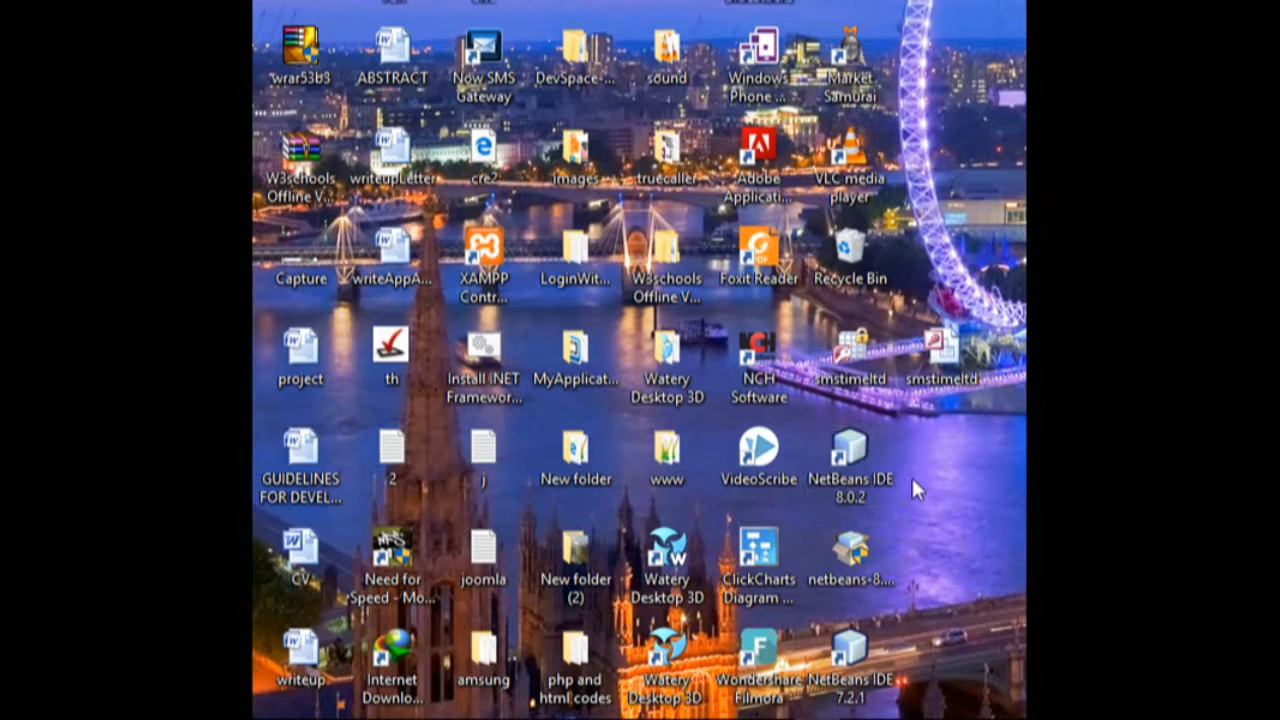 wrar53b3
ABSTRACT
Now SMS
Gateway
DevSpace-...
sound
Windows
Phone ...
Market
Samurai
W3schools
Offline V...
writeupLetter
cre2
images
truecaller
Adobe
Applicati...
VLC media
player
Capture
writeAppA...
XAMPP
Contr...
LoginWit...
W3schools
Offline V...
Foxit Reader
Recycle Bin
project
th
Install .NET
Framewor...
MyApplicat...
Watery
Desktop 3D
NCH
Software
smstimeltd
smstimeltd
GUIDELINES
FOR DEVEL...
2
j
New folder
www
VideoScribe
NetBeans IDE
8.0.2
CV
Need for
Speed - Mo...
joomla
New folder
(2)
Watery
Desktop 3D
ClickCharts
Diagram ...
netbeans-8....
writeup
Internet
Downlo...
amsung
php and
html codes
Watery
Desktop 3D
Wondershare
Filmora
NetBeans IDE
7.2.1